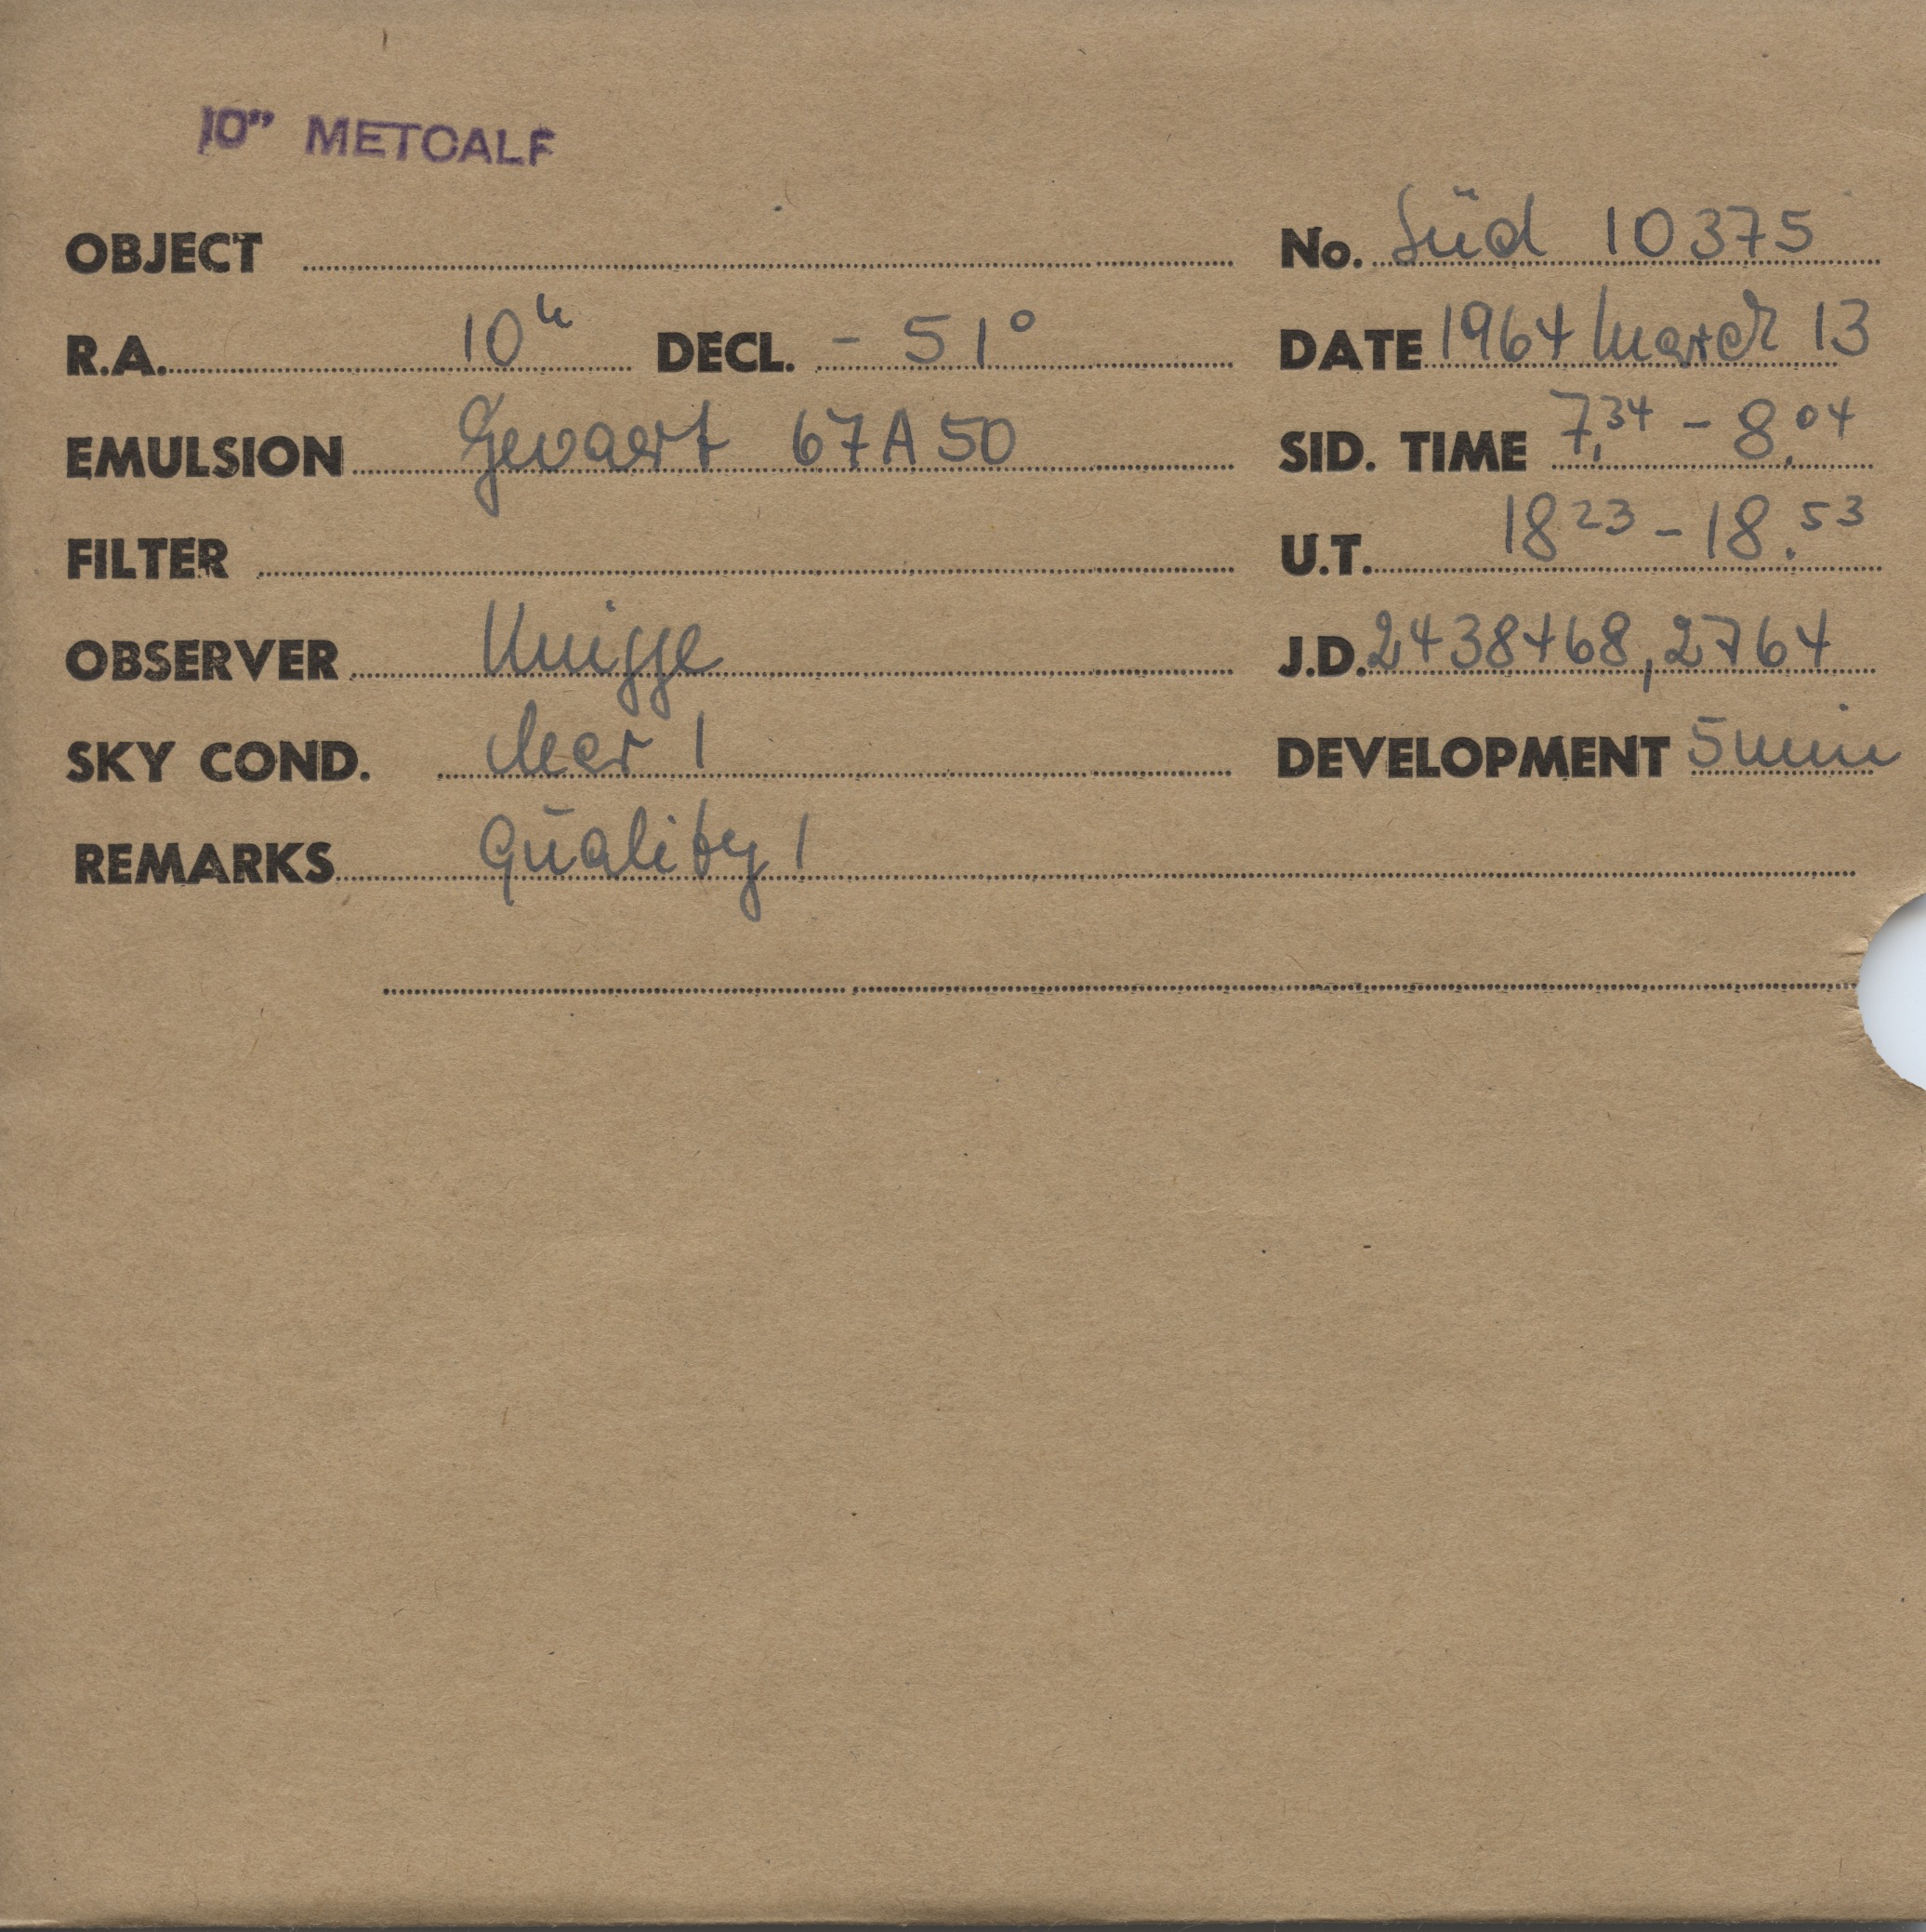 10" METCALF
OBJECT No. Süd 10375
R.A. 10h DECL. - 51° DATE 1964 March 13
EMULSION Gevaert 67A50 SID. TIME 7.34 - 8.04
FILTER U.T. 18 23 - 18.53
OBSERVER Knigge J.D. 2438468,2764
SKY COND. clear 1 DEVELOPMENT 5 min
REMARKS Quality 1